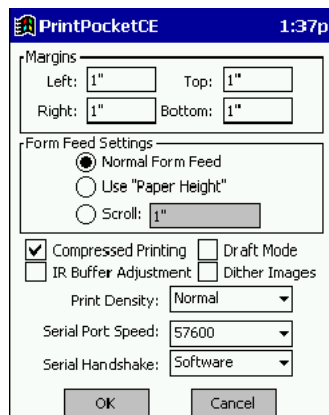 PrintPocketCE 1:37p
Margins
Left: 1" Top: 1"
Right: 1" Bottom: 1"
Form Feed Settings
Normal Form Feed
Use "Paper Height"
Scroll: 1"
Compressed Printing Draft Mode
IR Buffer Adjustment Dither Images
Print Density: Normal
Serial Port Speed: 57600
Serial Handshake: Software
OK Cancel